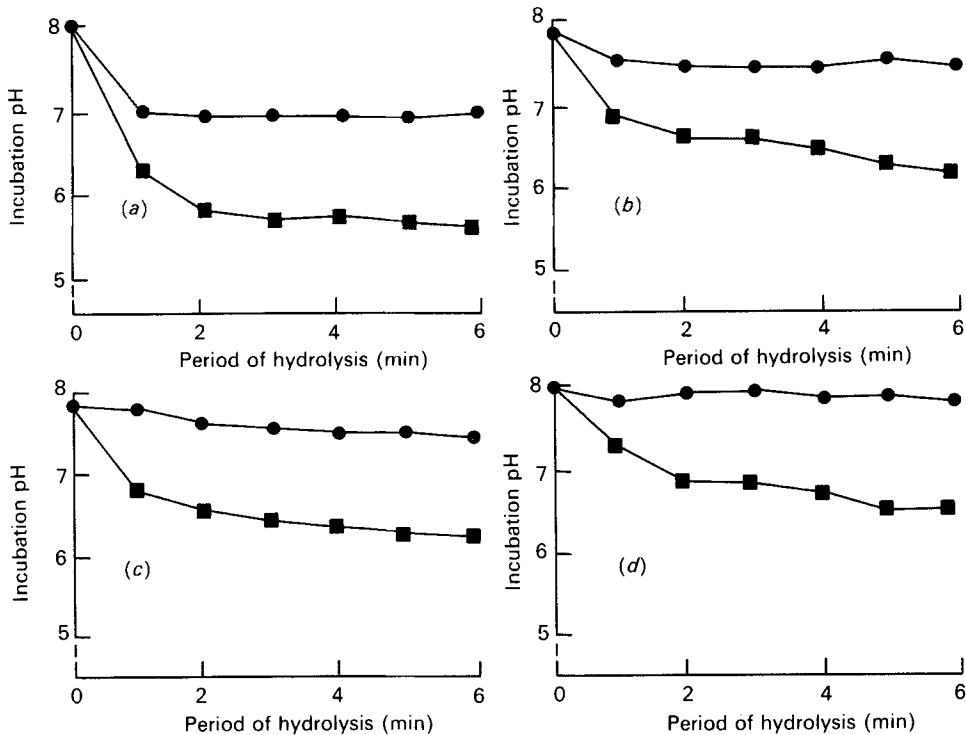 8
7
6
5
Incubation pH
(a)
0 2 4 6
Period of hydrolysis (min)
8
7
6
5
Incubation pH
(b)
0 2 4 6
Period of hydrolysis (min)
8
7
6
5
Incubation pH
(c)
0 2 4 6
Period of hydrolysis (min)
8
7
6
5
Incubation pH
(d)
0 2 4 6
Period of hydrolysis (min)